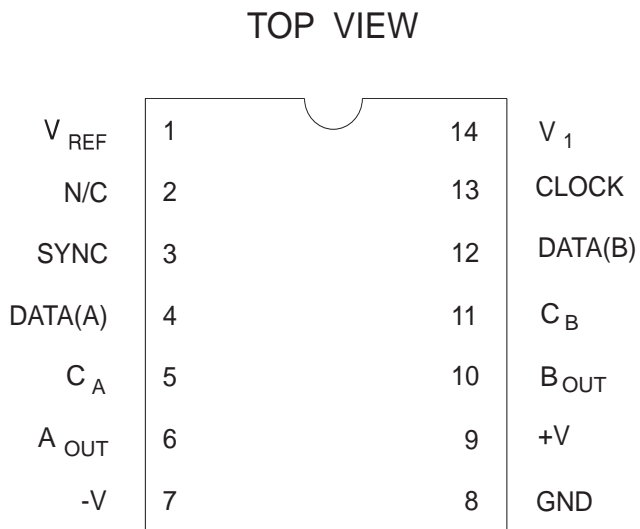 TOP VIEW
V REF 1 14 V 1
N/C 2 13 CLOCK
SYNC 3 12 DATA(B)
DATA(A) 4 11 C B
C A 5 10 B OUT
A OUT 6 9 +V
-V 7 8 GND